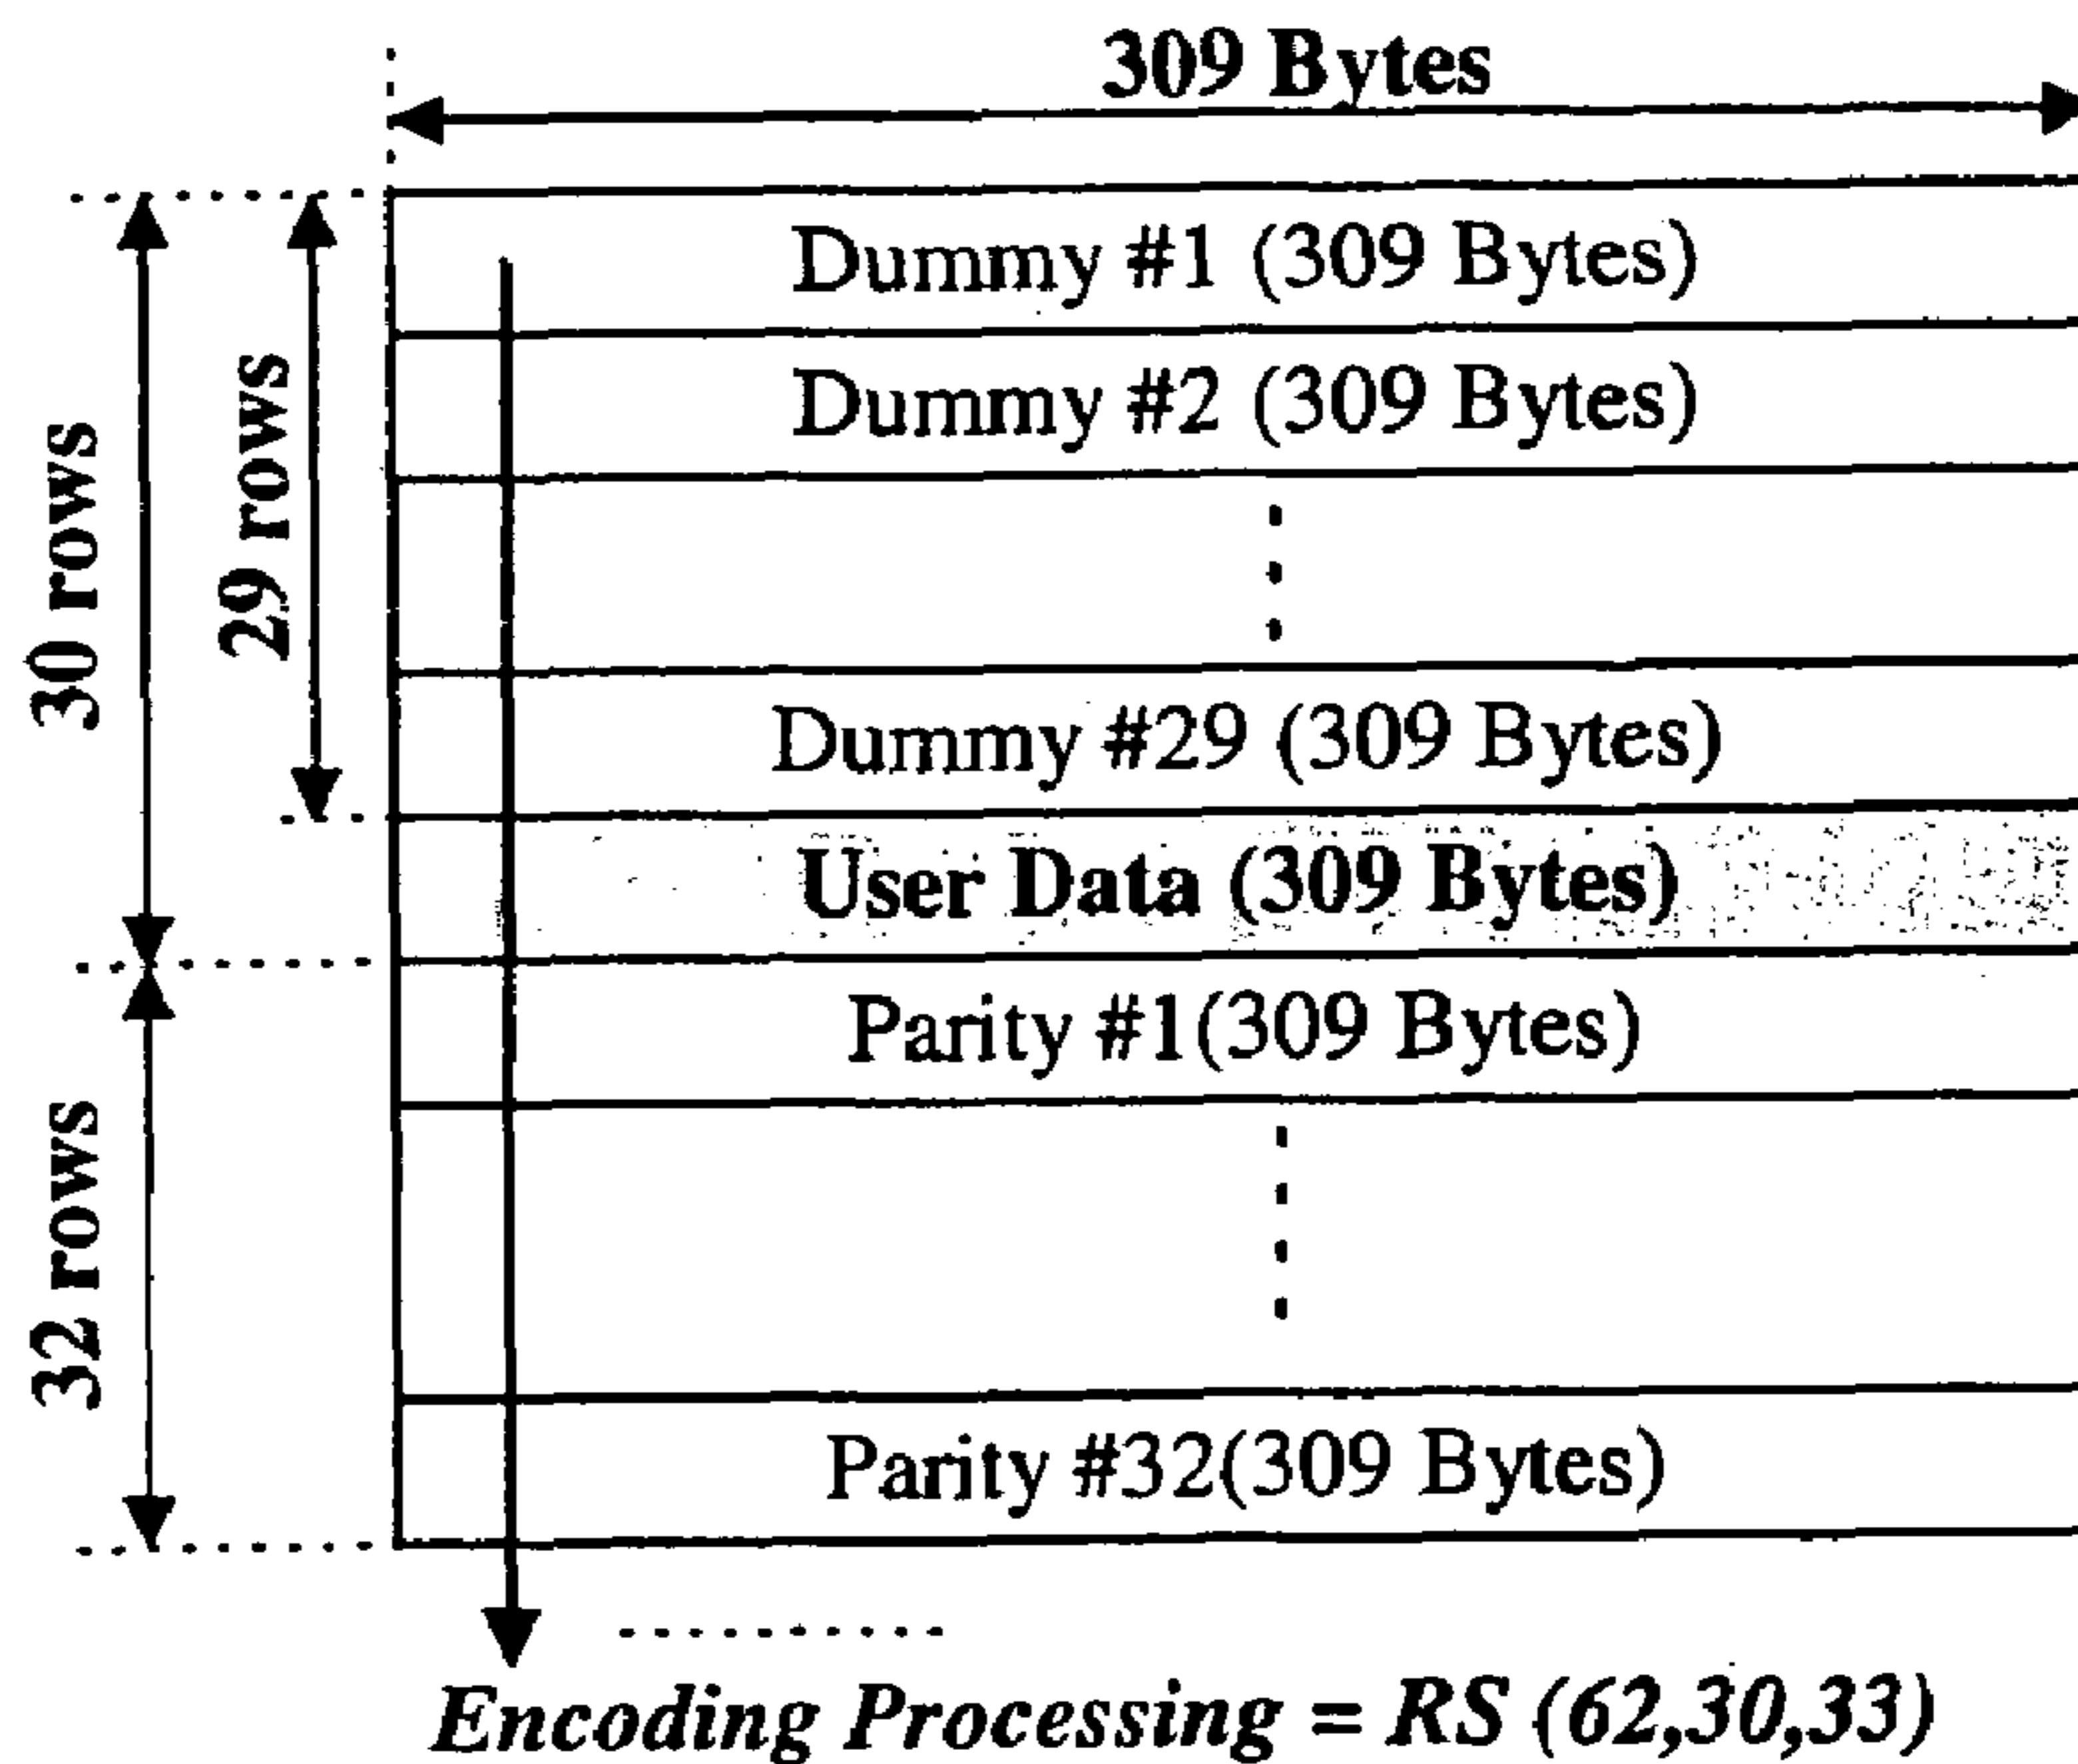 309 Bytes
Dummy #1 (309 Bytes)
Dummy #2 (309 Bytes)
29 rows
30 rows
Dummy #29 (309 Bytes)
User Data (309 Bytes)
Parity #1(309 Bytes)
32 rows
Parity #32(309 Bytes)
Encoding Processing = RS (62,30,33)